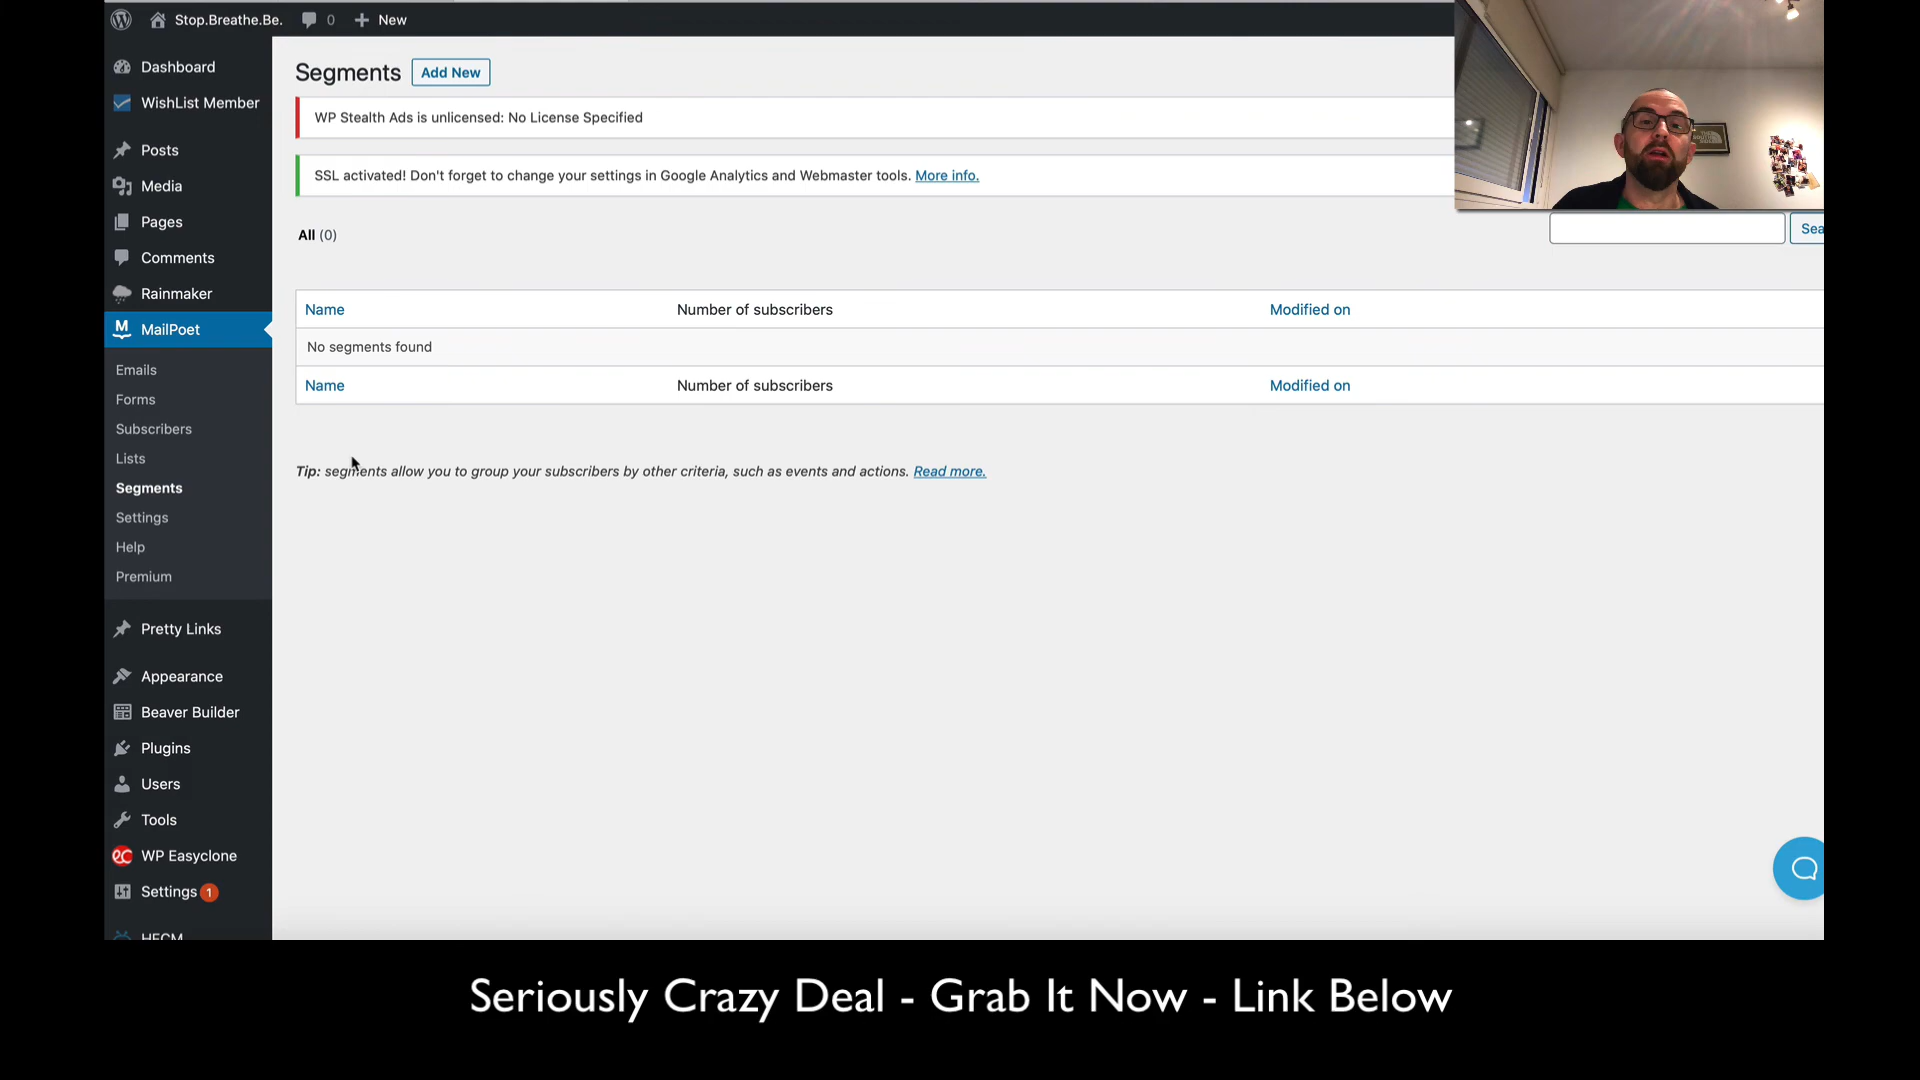 Stop.Breathe.Be.
0
New
Dashboard
WishList Member
Posts
Media
Pages
Comments
Rainmaker
MailPoet
Emails
Forms
Subscribers
Lists
Segments
Settings
Help
Premium
Pretty Links
Appearance
Beaver Builder
Plugins
Users
Tools
WP Easyclone
Settings 1
HECM
Segments
Add New
WP Stealth Ads is unlicensed: No License Specified
SSL activated! Don't forget to change your settings in Google Analytics and Webmaster tools. More info.
All (0)
Sea
Name Number of subscribers Modified on
No segments found
Name Number of subscribers Modified on
Tip: segments allow you to group your subscribers by other criteria, such as events and actions. Read more.
Seriously Crazy Deal - Grab It Now - Link Below